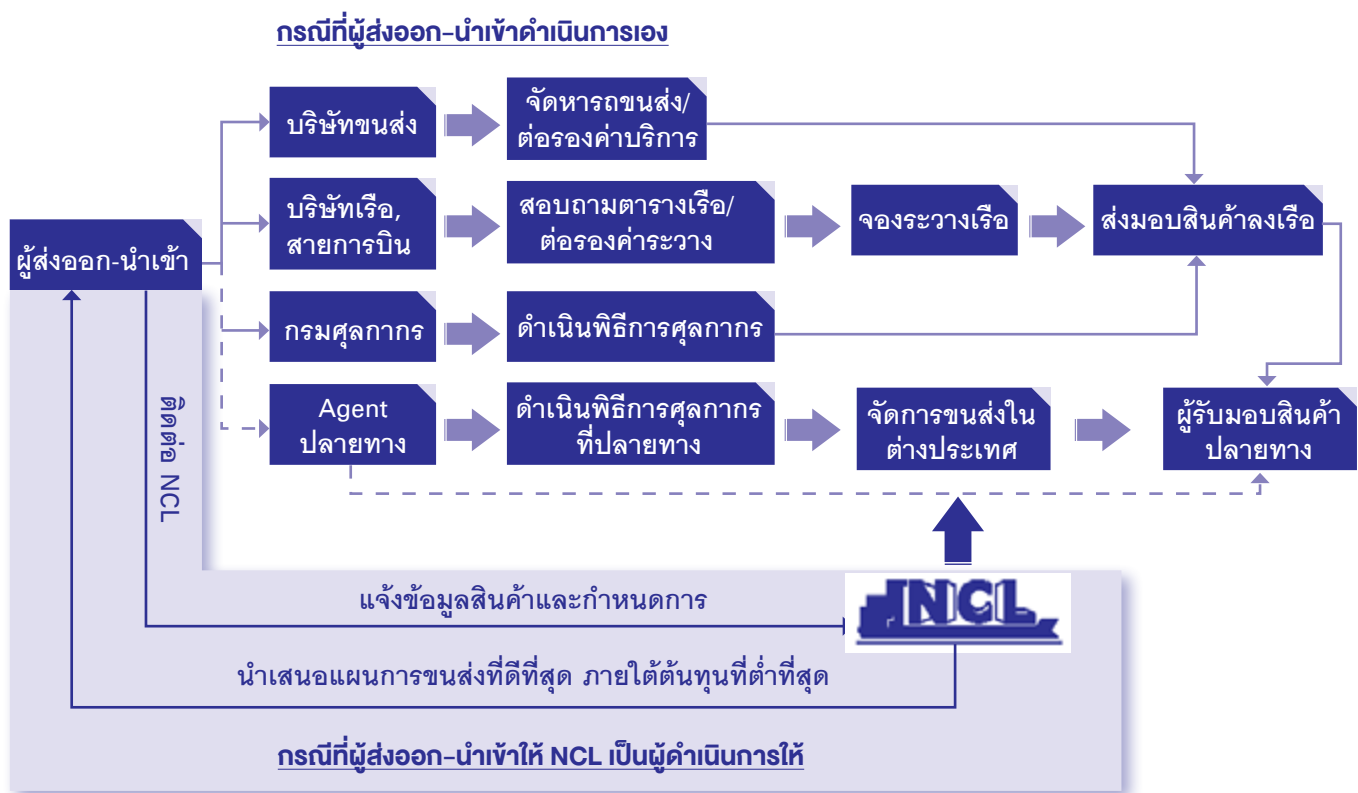 กรณีที่ผู้ส่งออก-นำเข้าดำเนินการเอง
บริษัทขนส่ง
จัดหารถขนส่ง/
ต่อรองค่าบริการ
ผู้ส่งออก-นำเข้า
บริษัทเรือ,
สายการบิน
สอบถามตารางเรือ/
ต่อรองค่าระวาง
จองระวางเรือ
ส่งมอบสินค้าลงเรือ
กรมศุลกากร
ดำเนินพิธีการศุลกากร
Agent
ปลายทาง
ดำเนินพิธีการศุลกากร
ที่ปลายทาง
จัดการขนส่งใน
ต่างประเทศ
ผู้รับมอบสินค้า
ปลายทาง
ติดต่อ NCL
แจ้งข้อมูลสินค้าและกำหนดการ
NCL
นำเสนอแผนการขนส่งที่ดีที่สุด ภายใต้ต้นทุนที่ต่ำที่สุด
กรณีที่ผู้ส่งออก-นำเข้าให้ NCL เป็นผู้ดำเนินการให้